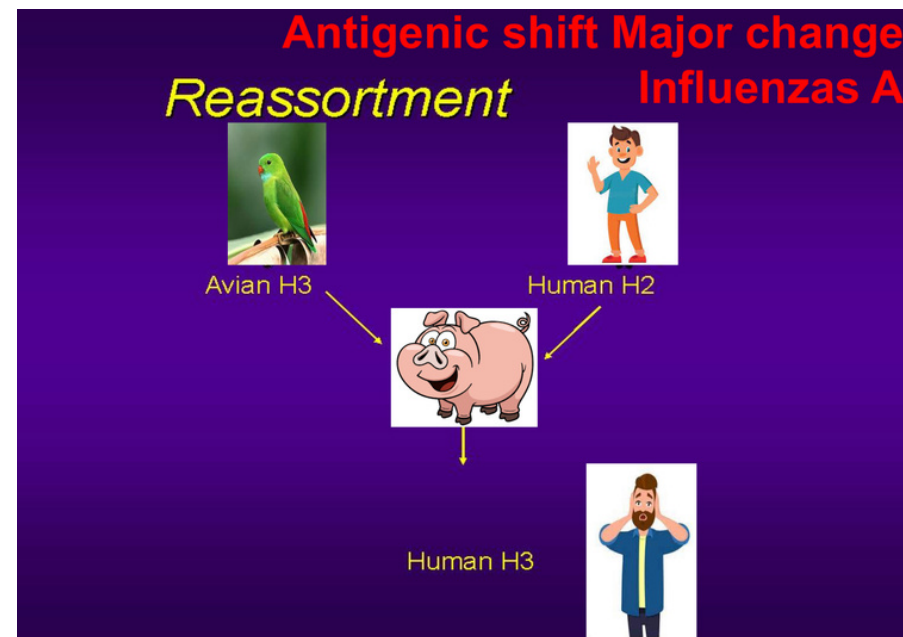 Antigenic shift Major change
Influenzas A
Reassortment
Avian H3
Human H2
Human H3